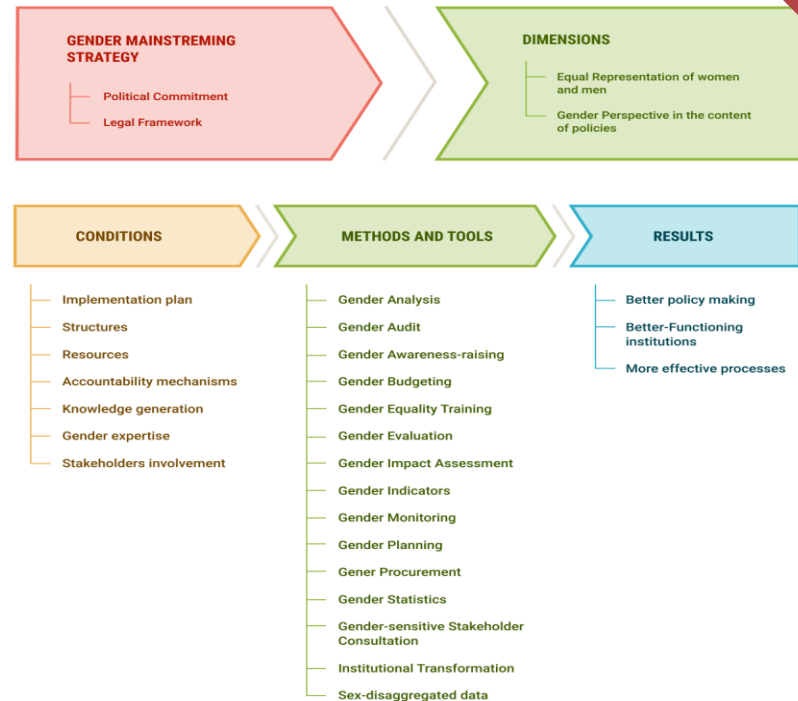 GENDER MAINSTREMING
STRATEGY
Political Commitment
Legal Framework
DIMENSIONS
Equal Representation of women
and men
Gender Perspective in the content
of policies
CONDITIONS
Implementation plan
Structures
Resources
Accountability mechanisms
Knowledge generation
Gender expertise
Stakeholders involvement
METHODS AND TOOLS
Gender Analysis
Gender Audit
Gender Awareness-raising
Gender Budgeting
Gender Equality Training
Gender Evaluation
Gender Impact Assessment
Gender Indicators
Gender Monitoring
Gender Planning
Gener Procurement
Gender Statistics
Gender-sensitive Stakeholder
Consultation
Institutional Transformation
Sex-disaggregated data
RESULTS
Better policy making
Better-Functioning
institutions
More effective processes